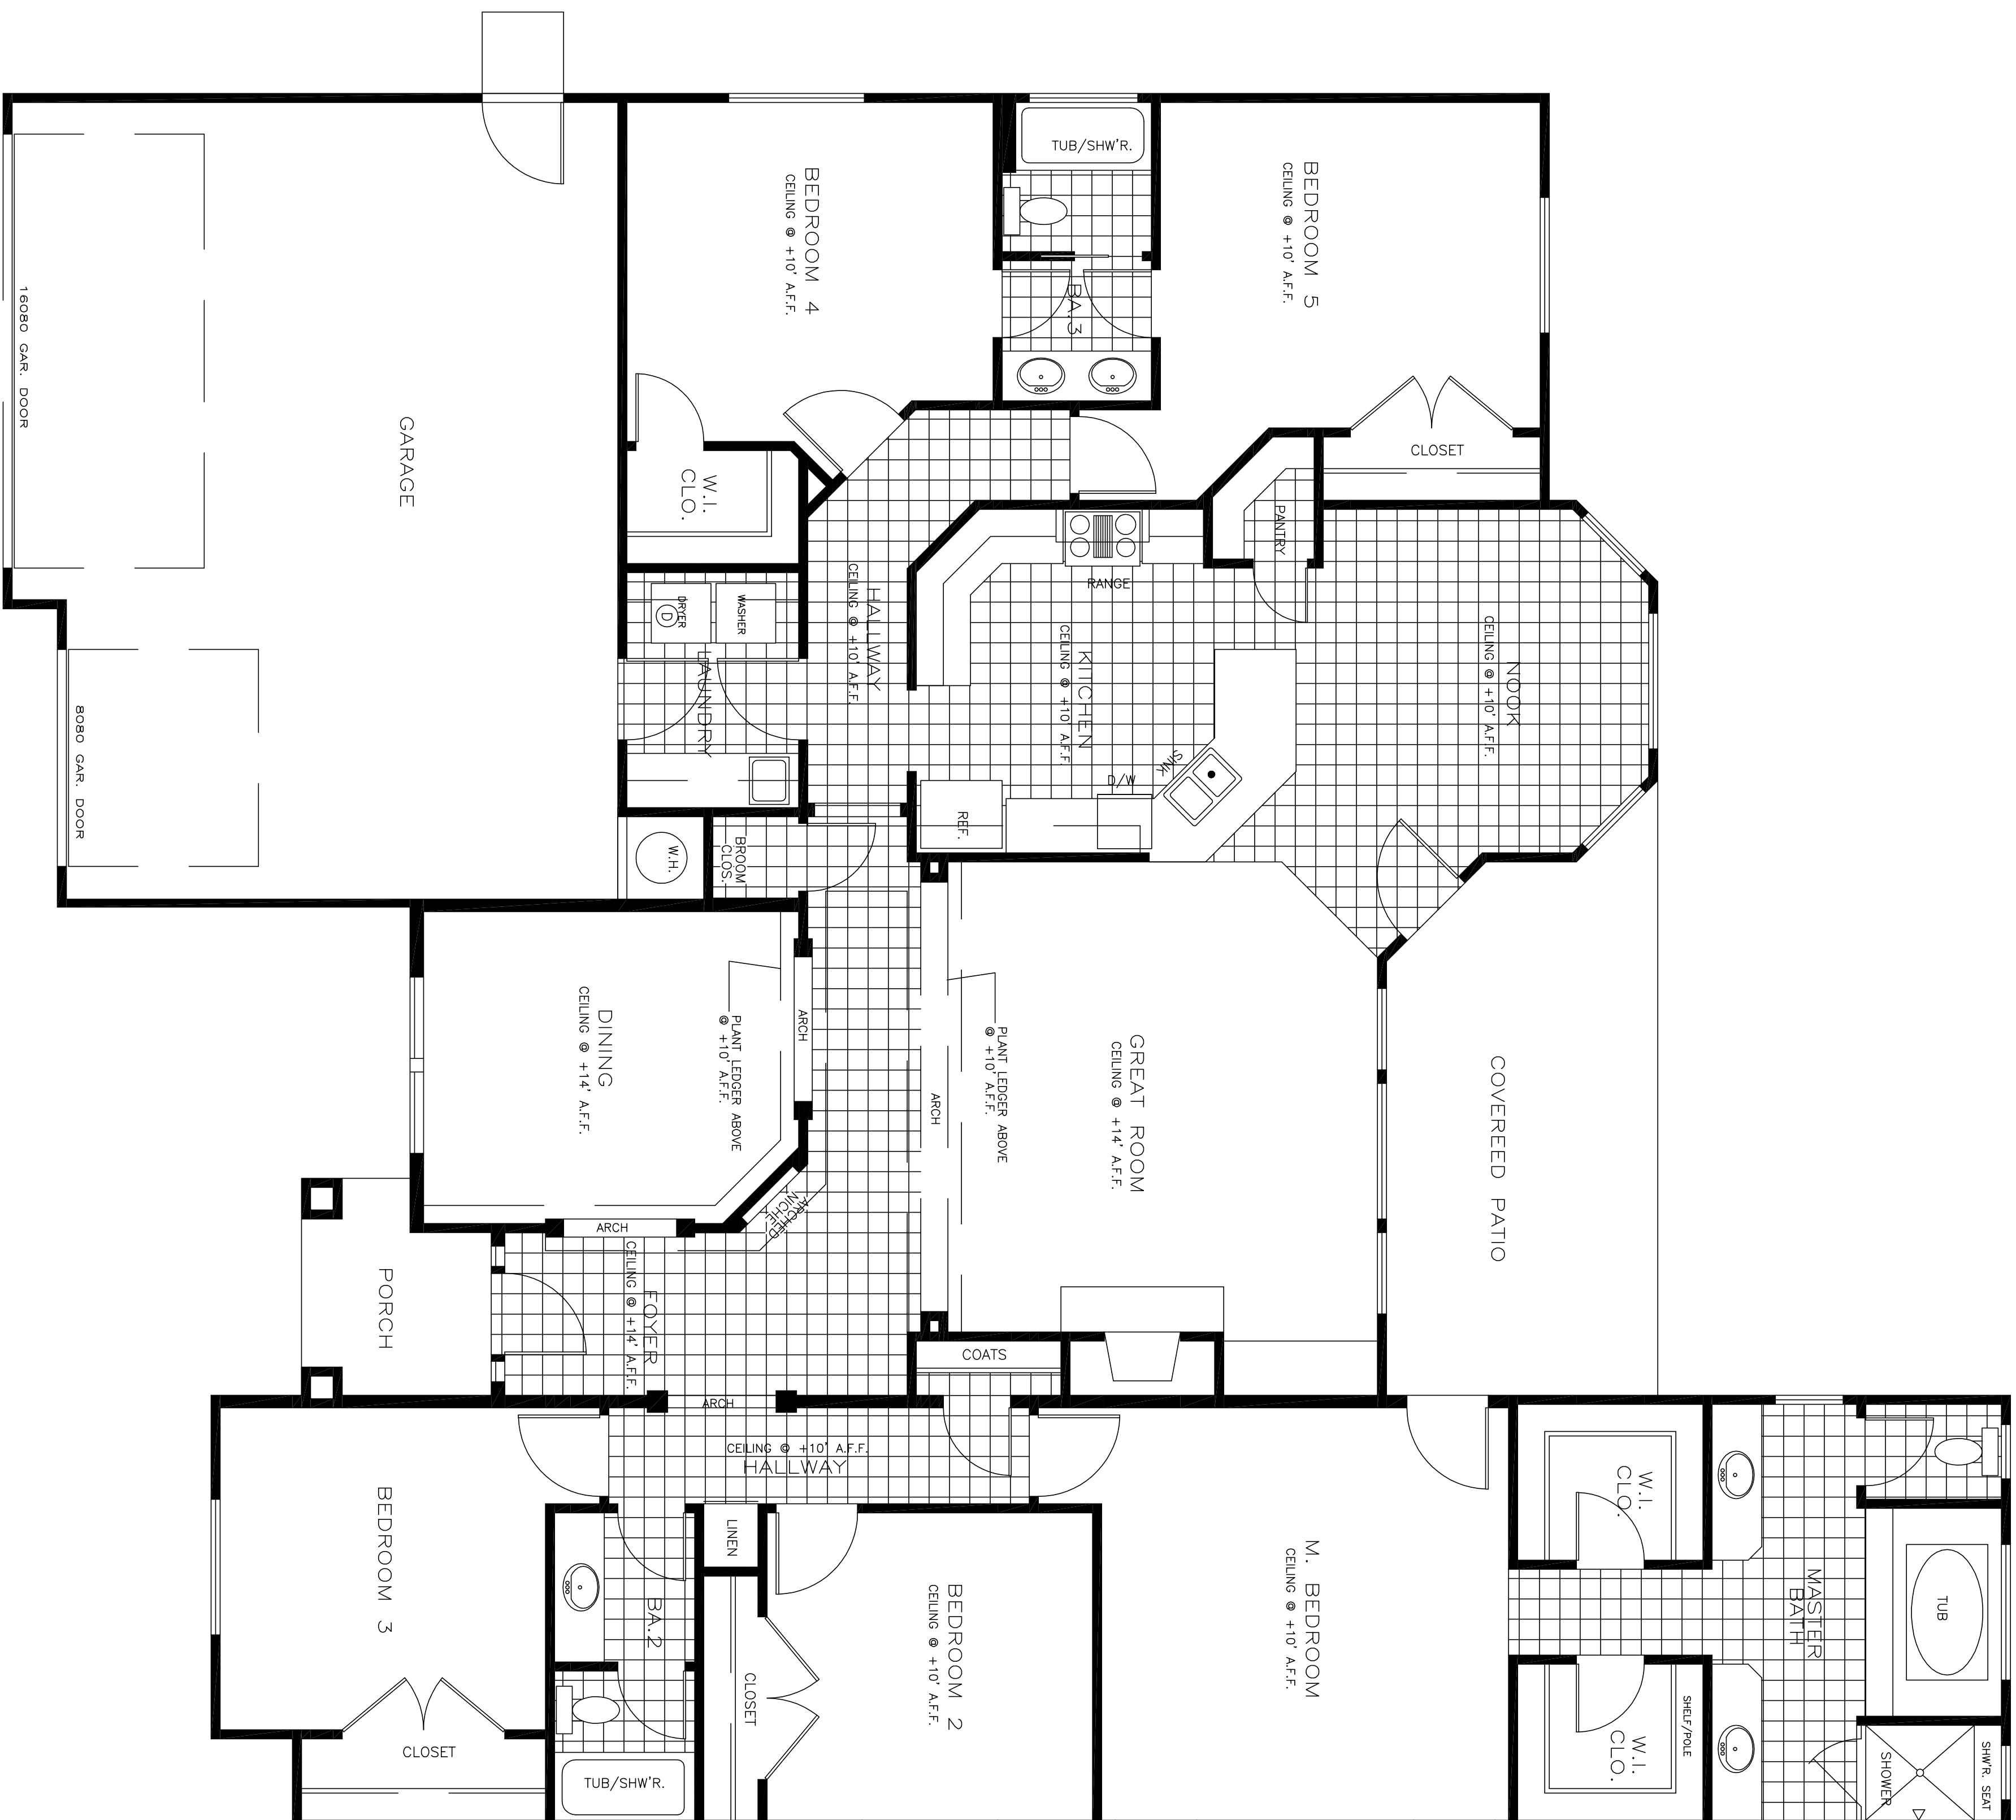 TUB/SHW'R.
BEDROOM 4
CEILING @ +10' A.F.F.
BEDROOM 5
CEILING @ +10' A.F.F.
BA.3
16080 GAR. DOOR
GARAGE
W.I.
CLO.
CLOSET
PANTRY
RANGE
DRYER
D
WASHER
LAUNDRY
HALLWAY
CEILING @ +10' A.F.F.
KITCHEN
CEILING @ +10' A.F.F.
NOOK
CEILING @ +10' A.F.F.
SINK
D/W
REF.
8080 GAR. DOOR
W.H.
BROOM
CLOS.
DINING
CEILING @ +14' A.F.F.
PLANT LEDGER ABOVE
@ +10' A.F.F.
ARCH
ARCH
PLANT LEDGER ABOVE
@ +10' A.F.F.
GREAT ROOM
CEILING @ +14' A.F.F.
COVERED PATIO
ARCHED
NICHE
ARCH
PORCH
FOYER
CEILING @ +14' A.F.F.
COATS
ARCH
CEILING @ +10' A.F.F.
HALLWAY
BEDROOM 3
LINEN
BA.2
BEDROOM 2
CEILING @ +10' A.F.F.
M. BEDROOM
CEILING @ +10' A.F.F.
W.I.
CLO.
MASTER
BATH
TUB
CLOSET
CLOSET
TUB/SHW'R.
W.I.
CLO.
SHELF/POLE
SHOWER
SHW'R. SEAT